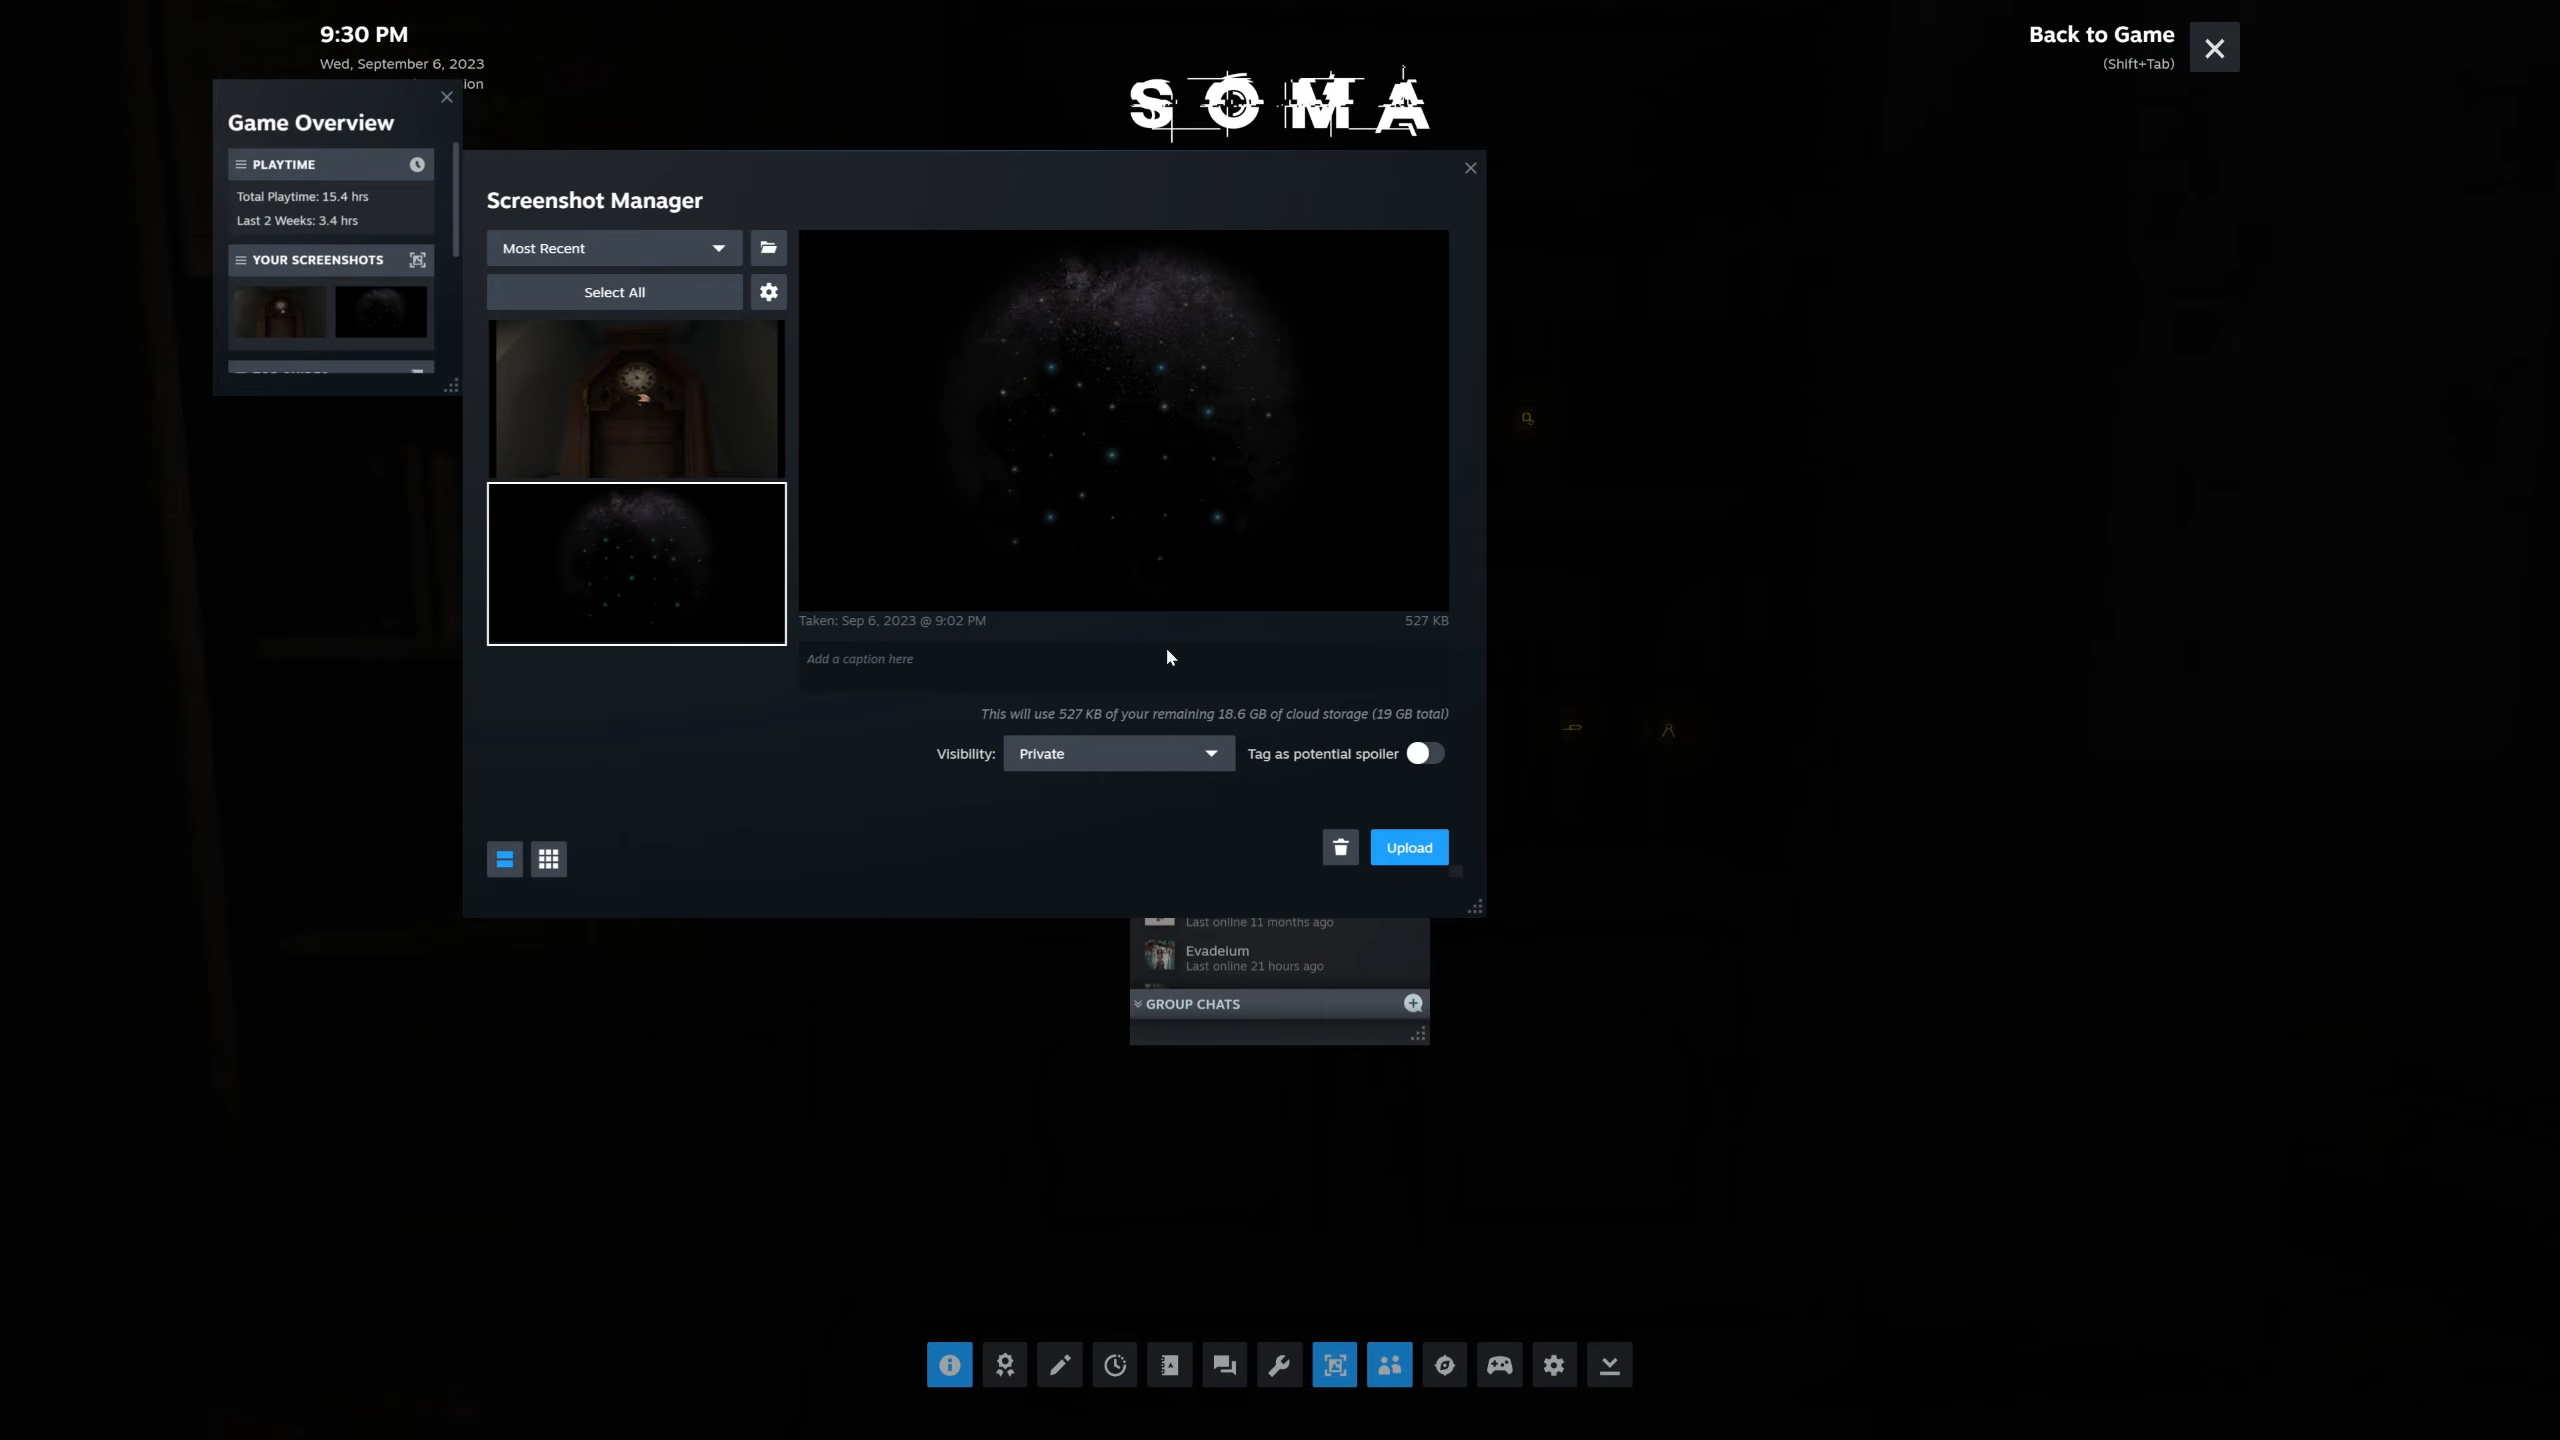 9:30 PM
Wed, September 6, 2023
ion
Back to Game
(Shift+Tab)
SOMA
Game Overview
PLAYTIME
Total Playtime: 15.4 hrs
Last 2 Weeks: 3.4 hrs
YOUR SCREENSHOTS
Screenshot Manager
Most Recent
Select All
Taken: Sep 6, 2023 @ 9:02 PM
527 KB
Add a caption here
This will use 527 KB of your remaining 18.6 GB of cloud storage (19 GB total)
Visibility:
Private
Tag as potential spoiler
Upload
Last online 11 months ago
Evadeium
Last online 21 hours ago
GROUP CHATS